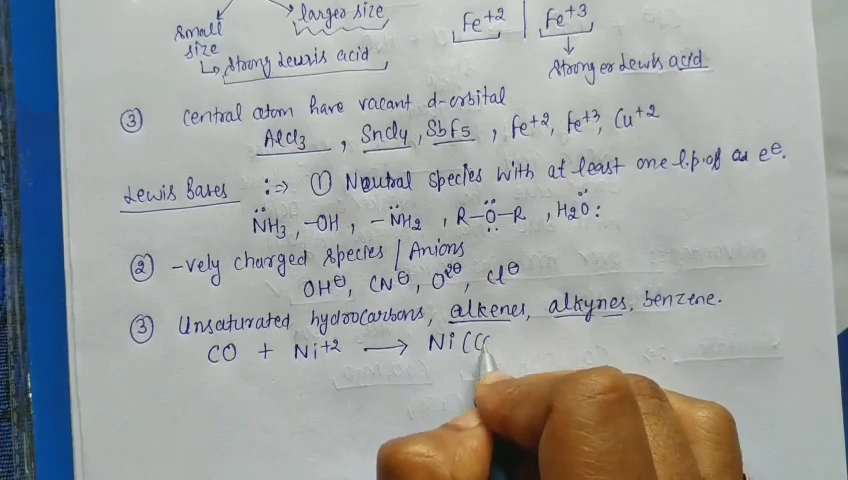 larger size
small Fe+2 | Fe+3
size
↳ strong Lewis acid
stronger Lewis acid
③ Central atom have vacant d-orbital
AlCl3, SnCl4, SbF5, Fe+2, Fe+3, Cu+2
Lewis Bases :⇒ ① Neutral species with at least one l.p. of e⊖.
N̈H3, -OH, -N̈H2, R-Ö-R, H2Ö:
② -vely charged species / Anions
OH⊖, CN⊖, O2⊖, Cl⊖
③ Unsaturated hydrocarbons, alkenes, alkynes, benzene.
CO + Ni+2 → Ni(C